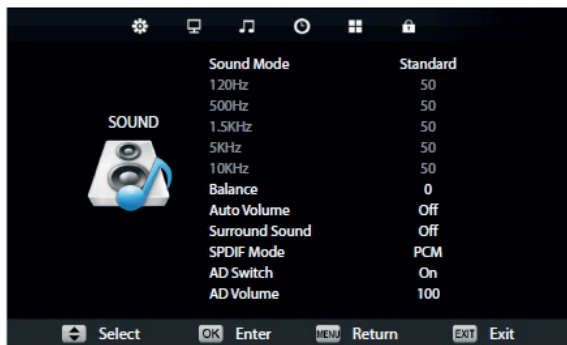 Sound Mode Standard
120Hz 50
500Hz 50
SOUND
1.5KHz 50
5KHz 50
10KHz 50
Balance 0
Auto Volume Off
Surround Sound Off
SPDIF Mode PCM
AD Switch On
AD Volume 100
Select OK Enter MENU Return EXIT Exit